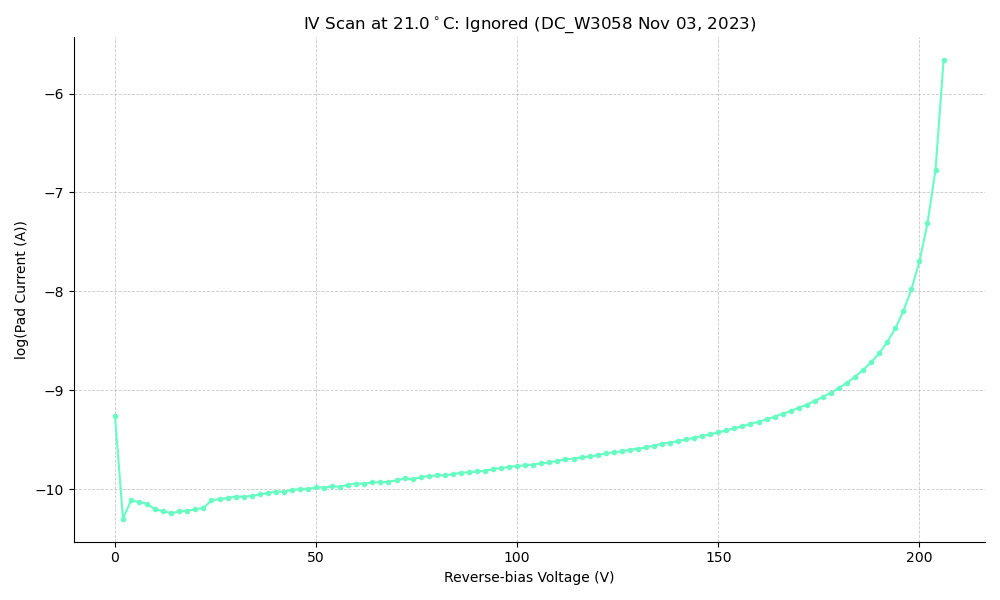 IV Scan at 21.0°C: Ignored (DC_W3058 Nov 03, 2023)
log(Pad Current (A))
−6
−7
−8
−9
−10
0 50 100 150 200
Reverse-bias Voltage (V)